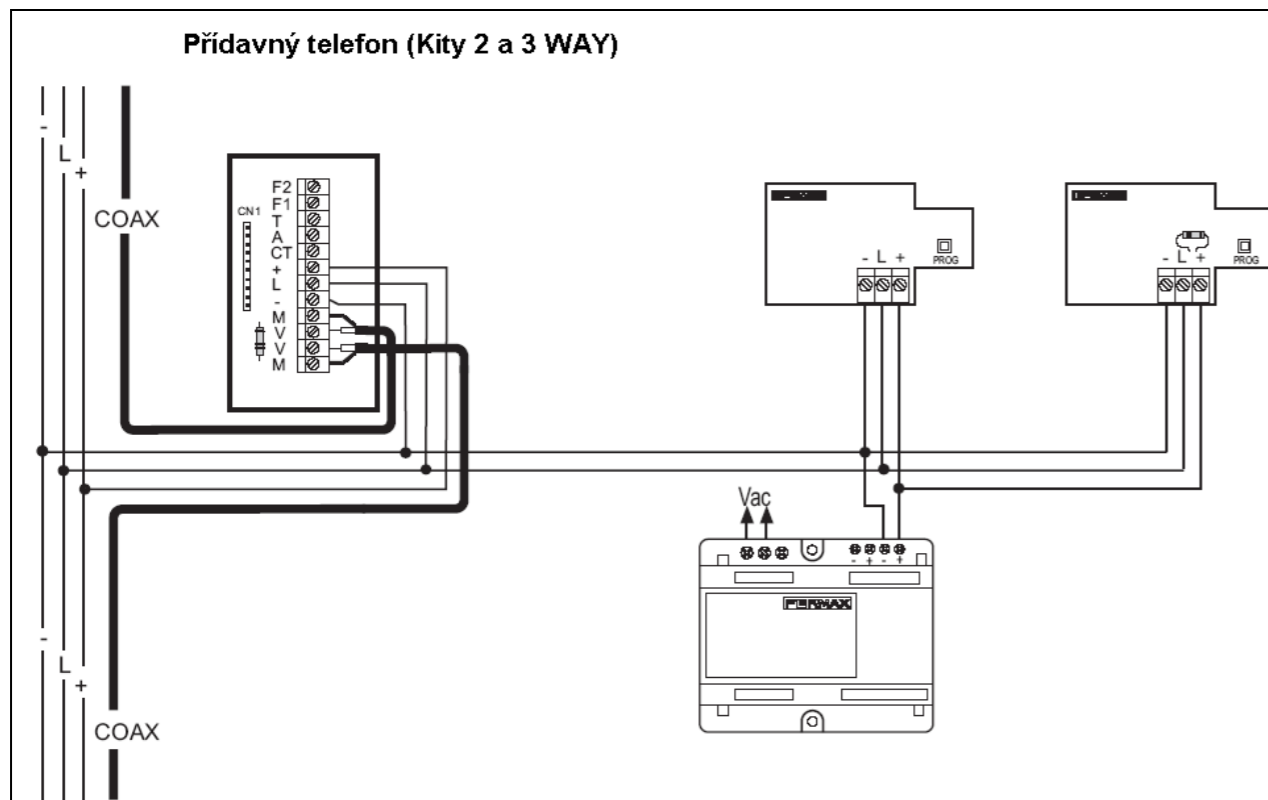 Přídavný telefon (Kity 2 a 3 WAY)
-
L
+
COAX
CN1
F2
F1
T
A
CT
+
L
-
M
V
V
M
- L +
PROG
- L +
PROG
Vac
- + - +
FERMAX
-
L
+
COAX